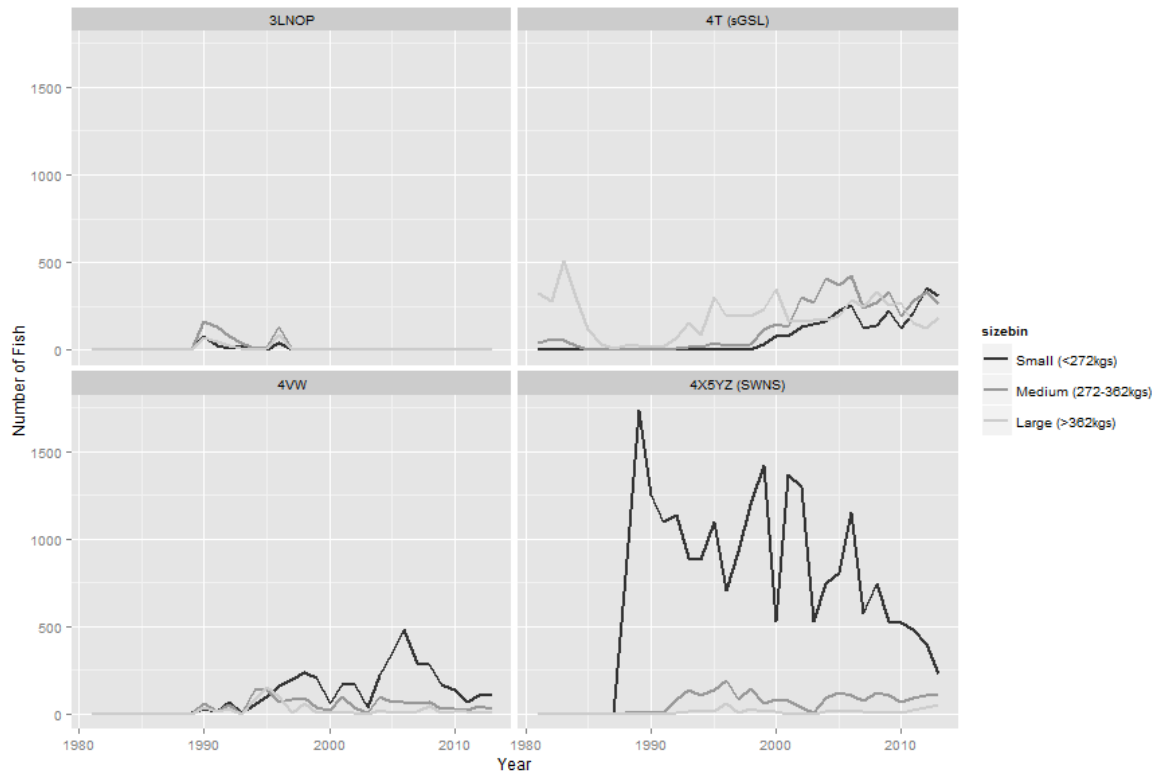 3LNOP
4T (sGSL)
1500
1000
500
0
4VW
4X5YZ (SWNS)
1500
1000
500
0
1980
1990
2000
2010
1980
1990
2000
2010
Year
Number of Fish
sizebin
Small (<272kgs)
Medium (272-362kgs)
Large (>362kgs)